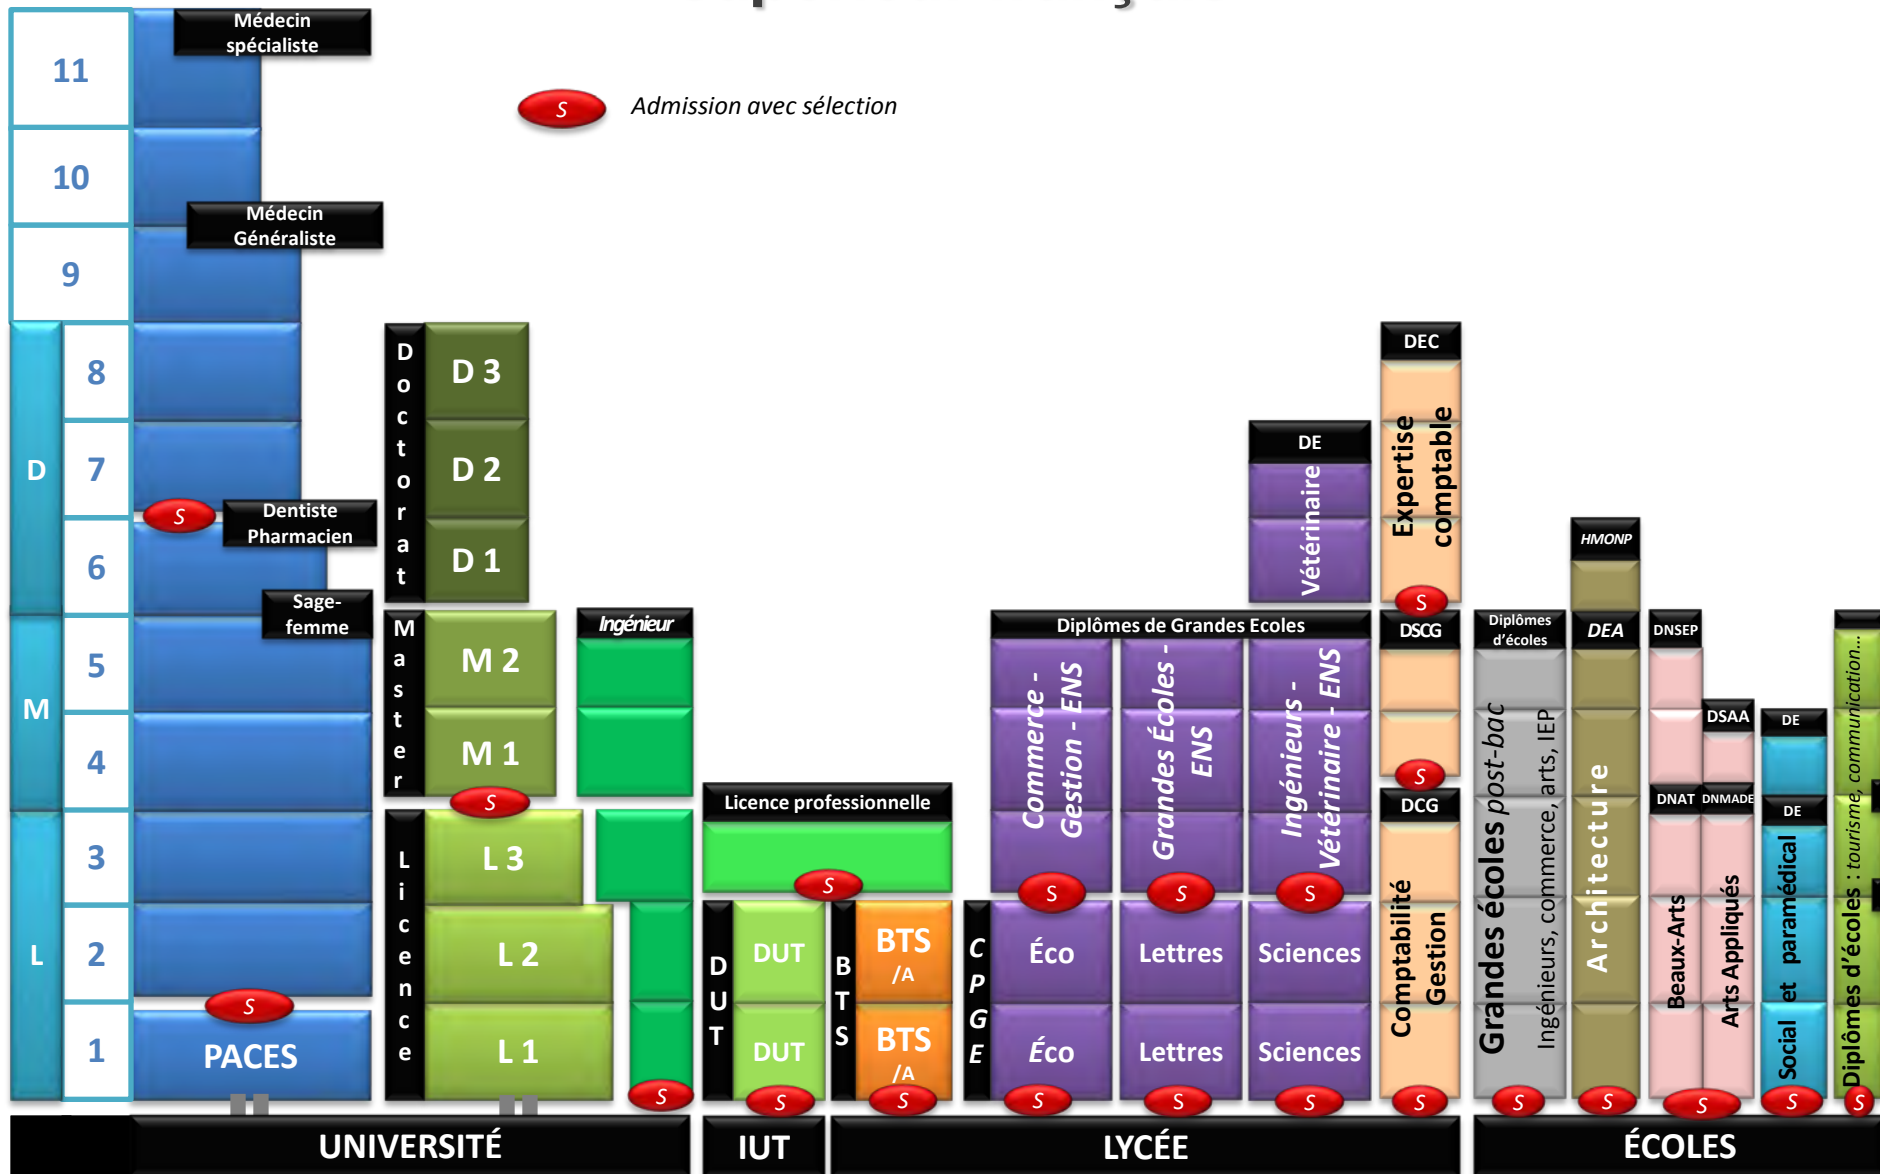 Médecin
spécialiste
S
Admission avec sélection
11
10
9
8
7
6
5
4
3
2
1
D
M
L
Médecin
Généraliste
S
Dentiste
Pharmacien
Sage-
femme
S
PACES
Doctorat
D 3
D 2
D 1
Master
M 2
M 1
S
Licence
L 3
L 2
L 1
Ingénieur
S
Licence professionnelle
S
DUT
DUT
DUT
S
BTS
BTS
/A
BTS
/A
S
Diplômes de Grandes Ecoles
Commerce -
Gestion - ENS
Grandes Écoles -
ENS
Ingénieurs -
Vétérinaire - ENS
DE
Vétérinaire
S
S
S
CPGE
Éco
Lettres
Sciences
Éco
Lettres
Sciences
S
S
S
DEC
Expertise
comptable
S
DSCG
S
DCG
Comptabilité
Gestion
S
Diplômes
d'écoles
Grandes écoles post-bac
Ingénieurs, commerce, arts, IEP
S
HMONP
DEA
Architecture
S
DNSEP
DSAA
DNAT
DNMADE
Beaux-Arts
Arts Appliqués
S
DE
DE
Social et paramédical
S
Diplômes d'écoles : tourisme, communication...
S
UNIVERSITÉ
IUT
LYCÉE
ÉCOLES